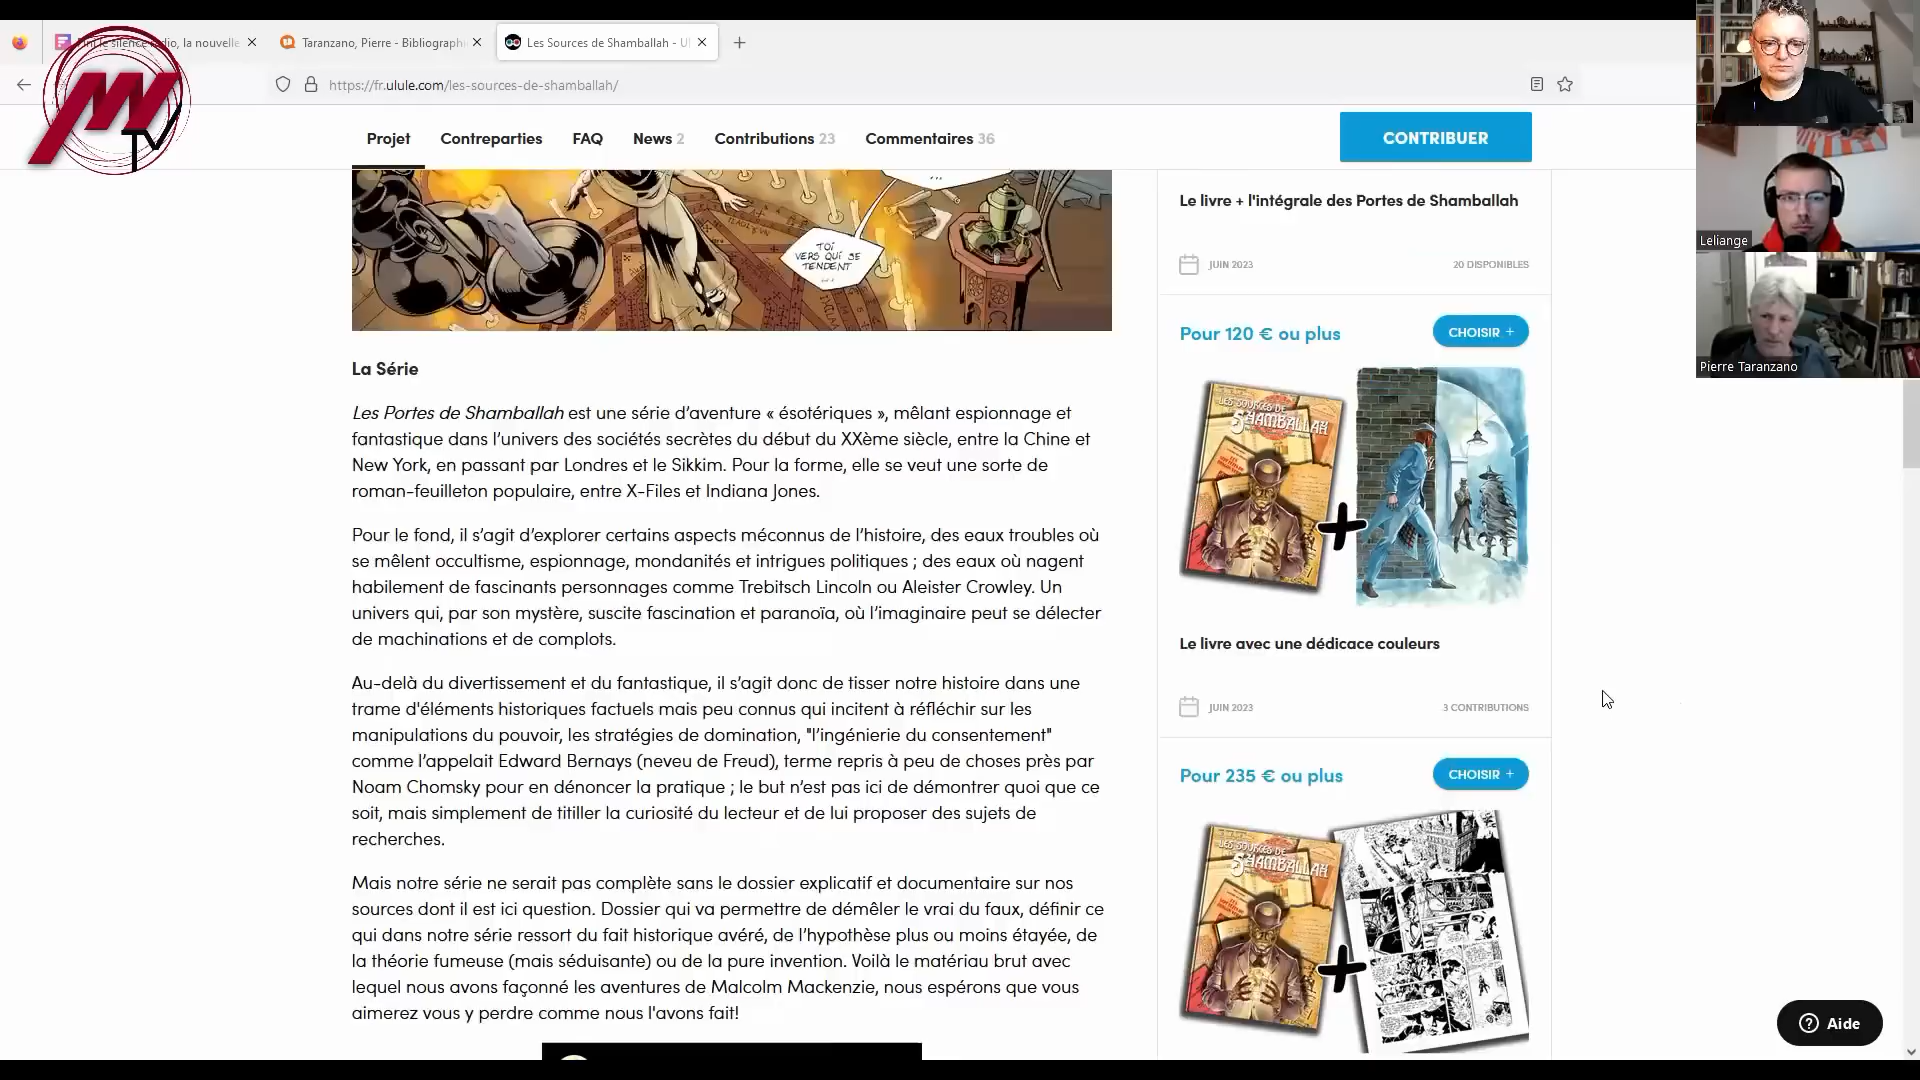 Taranzano, Pierre - Bibliographi
Les Sources de Shamballah - Ul
https://fr.ulule.com/les-sources-de-shamballah/
TV
Projet
Contreparties
FAQ
News 2
Contributions 23
Commentaires 36
CONTRIBUER
...
TOI
VERS QUI SE
TENDENT
La Série
Les Portes de Shamballah est une série d’aventure « ésotériques », mêlant espionnage et
fantastique dans l’univers des sociétés secrètes du début du XXème siècle, entre la Chine et
New York, en passant par Londres et le Sikkim. Pour la forme, elle se veut une sorte de
roman-feuilleton populaire, entre X-Files et Indiana Jones.
Pour le fond, il s’agit d’explorer certains aspects méconnus de l’histoire, des eaux troubles où
se mêlent occultisme, espionnage, mondanités et intrigues politiques ; des eaux où nagent
habilement de fascinants personnages comme Trebitsch Lincoln ou Aleister Crowley. Un
univers qui, par son mystère, suscite fascination et paranoïa, où l’imaginaire peut se délecter
de machinations et de complots.
Au-delà du divertissement et du fantastique, il s’agit donc de tisser notre histoire dans une
trame d'éléments historiques factuels mais peu connus qui incitent à réfléchir sur les
manipulations du pouvoir, les stratégies de domination, "l’ingénierie du consentement"
comme l’appelait Edward Bernays (neveu de Freud), terme repris à peu de choses près par
Noam Chomsky pour en dénoncer la pratique ; le but n’est pas ici de démontrer quoi que ce
soit, mais simplement de titiller la curiosité du lecteur et de lui proposer des sujets de
recherches.
Mais notre série ne serait pas complète sans le dossier explicatif et documentaire sur nos
sources dont il est ici question. Dossier qui va permettre de démêler le vrai du faux, définir ce
qui dans notre série ressort du fait historique avéré, de l’hypothèse plus ou moins étayée, de
la théorie fumeuse (mais séduisante) ou de la pure invention. Voilà le matériau brut avec
lequel nous avons façonné les aventures de Malcolm Mackenzie, nous espérons que vous
aimerez vous y perdre comme nous l'avons fait!
Le livre + l'intégrale des Portes de Shamballah
JUIN 2023
20 DISPONIBLES
Pour 120 € ou plus
CHOISIR +
LES SOURCES DE
SHAMBALLAH
Le livre avec une dédicace couleurs
JUIN 2023
3 CONTRIBUTIONS
Pour 235 € ou plus
CHOISIR +
LES SOURCES DE
SHAMBALLAH
Aide
Leliange
Pierre Taranzano